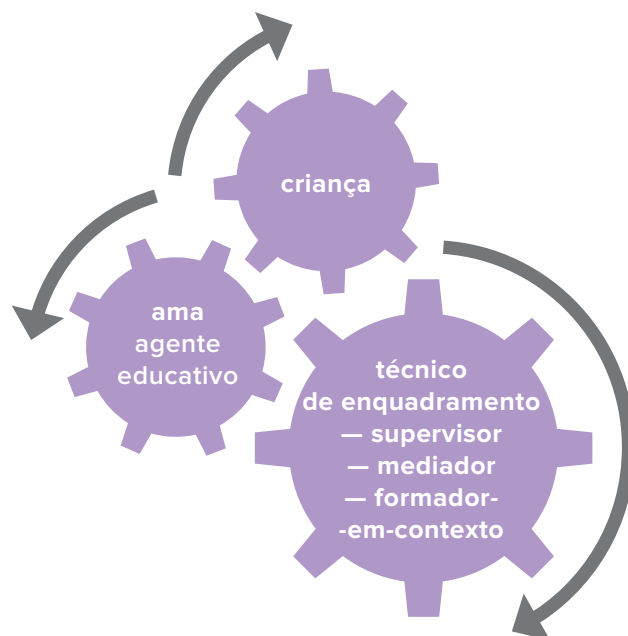 criança
ama
agente
educativo
técnico
de enquadramento
— supervisor
— mediador
— formador-
-em-contexto